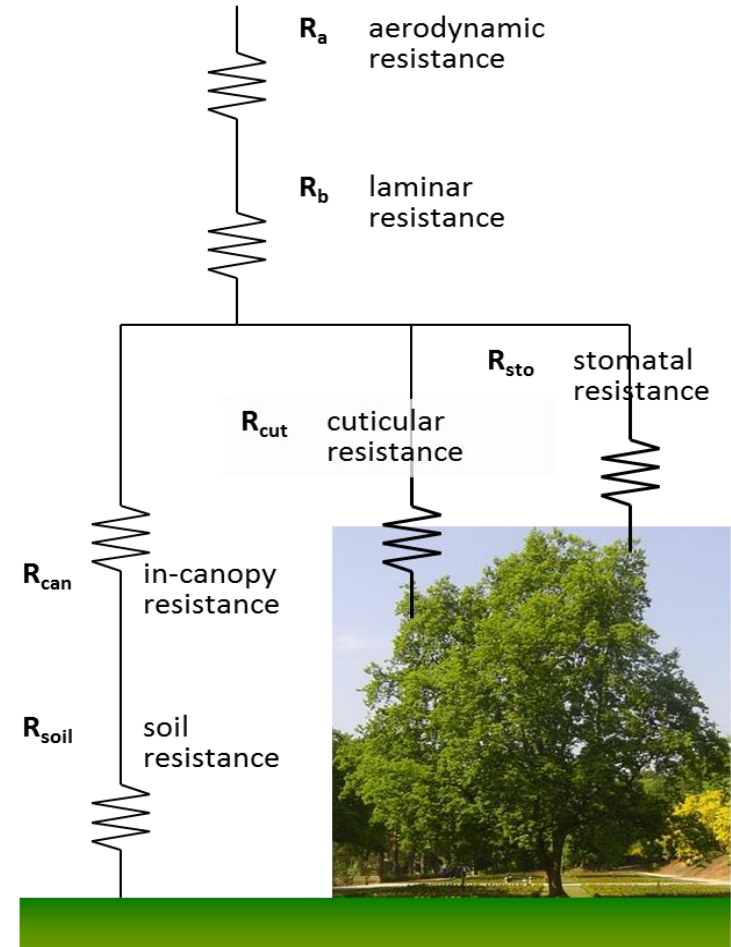 Ra aerodynamic
resistance
Rb laminar
resistance
Rsto stomatal
resistance
Rcut cuticular
resistance
Rcan in-canopy
resistance
Rsoil soil
resistance